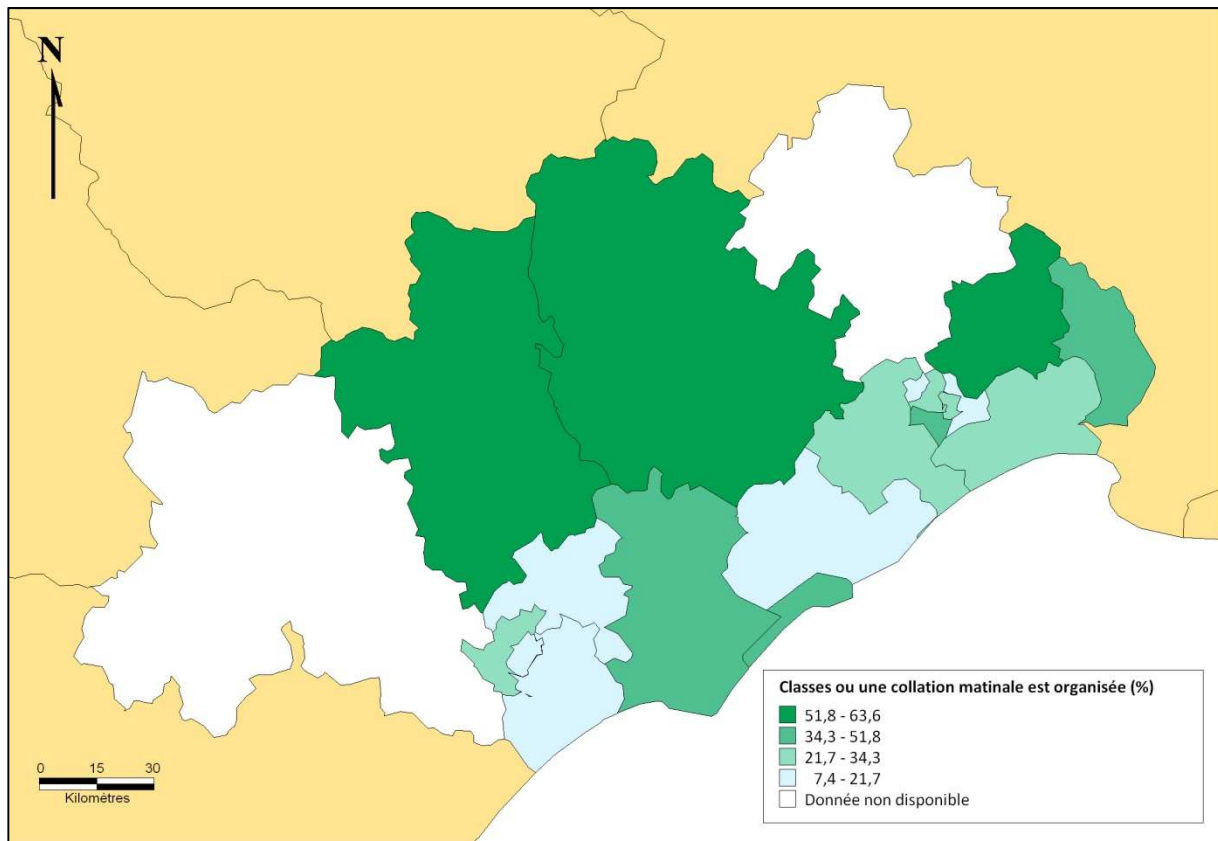 N
Classes ou une collation matinale est organisée (%)
51,8 - 63,6
34,3 - 51,8
21,7 - 34,3
7,4 - 21,7
Donnée non disponible
0 15 30
Kilomètres